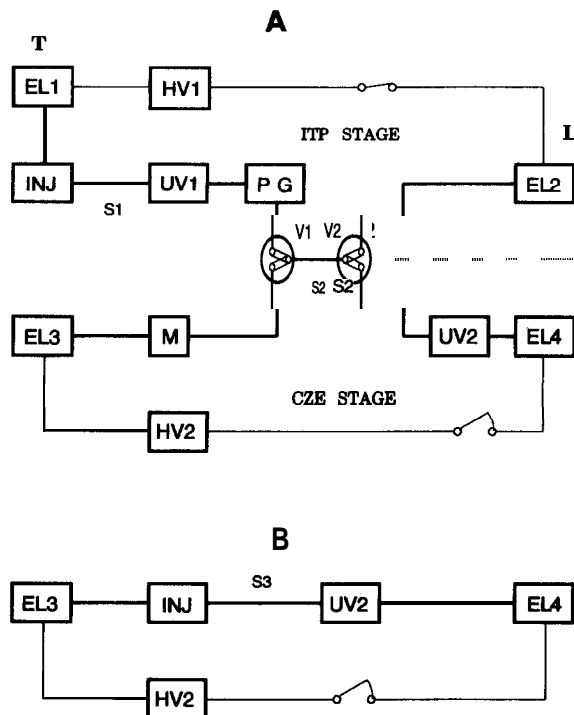 A
T
EL1 HV1
ITP STAGE
L
INJ UV1 P G EL2
S1
V1 V2
S2 S2
EL3 M UV2 EL4
CZE STAGE
HV2
B
S3
EL3 INJ UV2 EL4
HV2